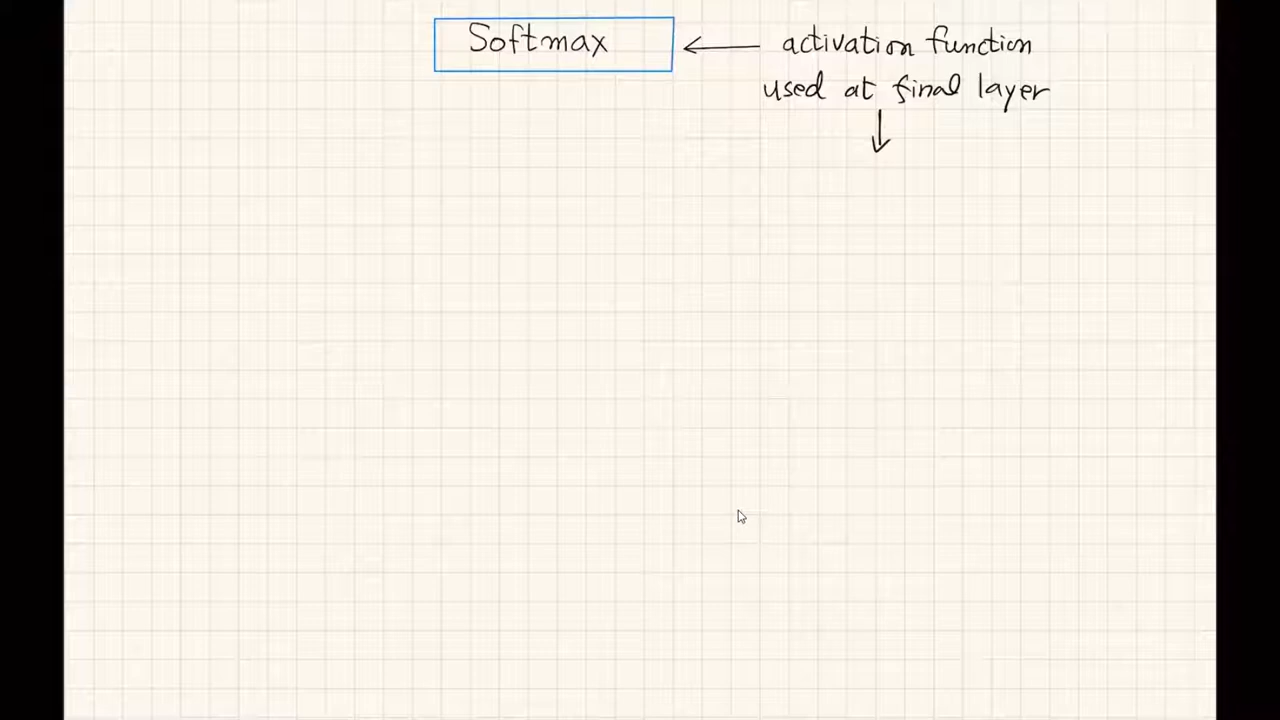 Softmax ← activation function
used at final layer
↓